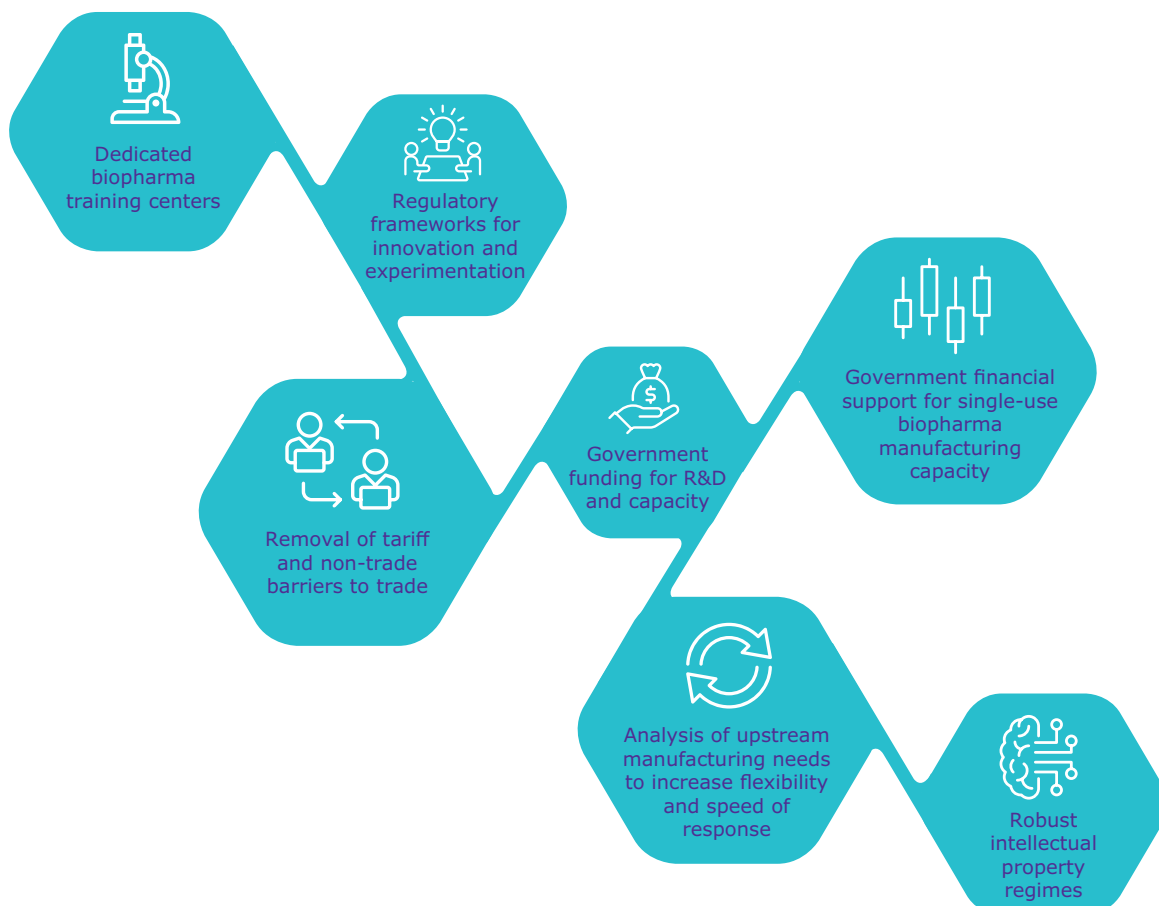 Dedicated
biopharma
training centers
Regulatory
frameworks for
innovation and
experimentation
Government financial
support for single-use
biopharma
manufacturing
capacity
$
Government
funding for R&D
and capacity
Removal of tariff
and non-trade
barriers to trade
Analysis of upstream
manufacturing needs
to increase flexibility
and speed of
response
Robust
intellectual
property
regimes